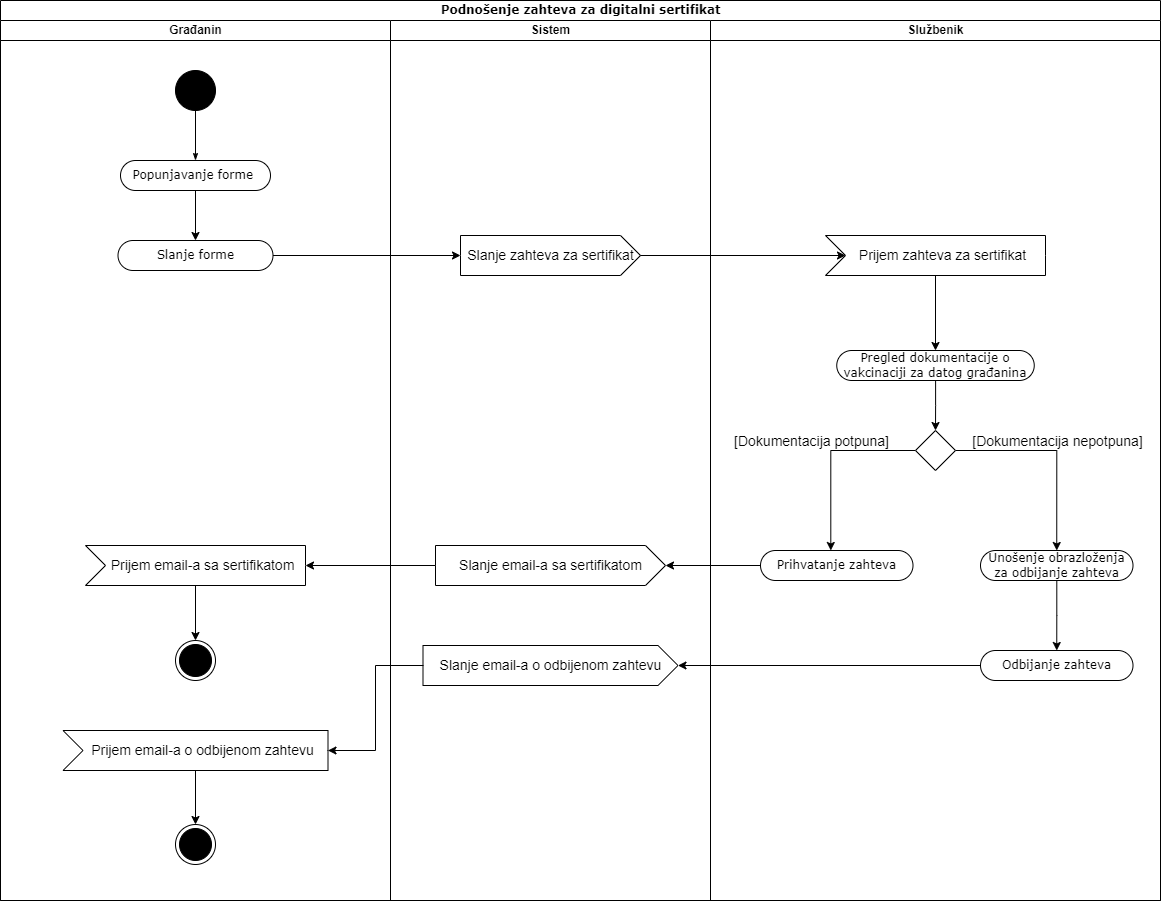 Podnošenje zahteva za digitalni sertifikat
Građanin
Sistem
Službenik
Popunjavanje forme
Slanje forme
Slanje zahteva za sertifikat
Prijem zahteva za sertifikat
Pregled dokumentacije o
vakcinaciji za datog građanina
[Dokumentacija potpuna]
[Dokumentacija nepotpuna]
Prijem email-a sa sertifikatom
Slanje email-a sa sertifikatom
Prihvatanje zahteva
Unošenje obrazloženja
za odbijanje zahteva
Slanje email-a o odbijenom zahtevu
Odbijanje zahteva
Prijem email-a o odbijenom zahtevu